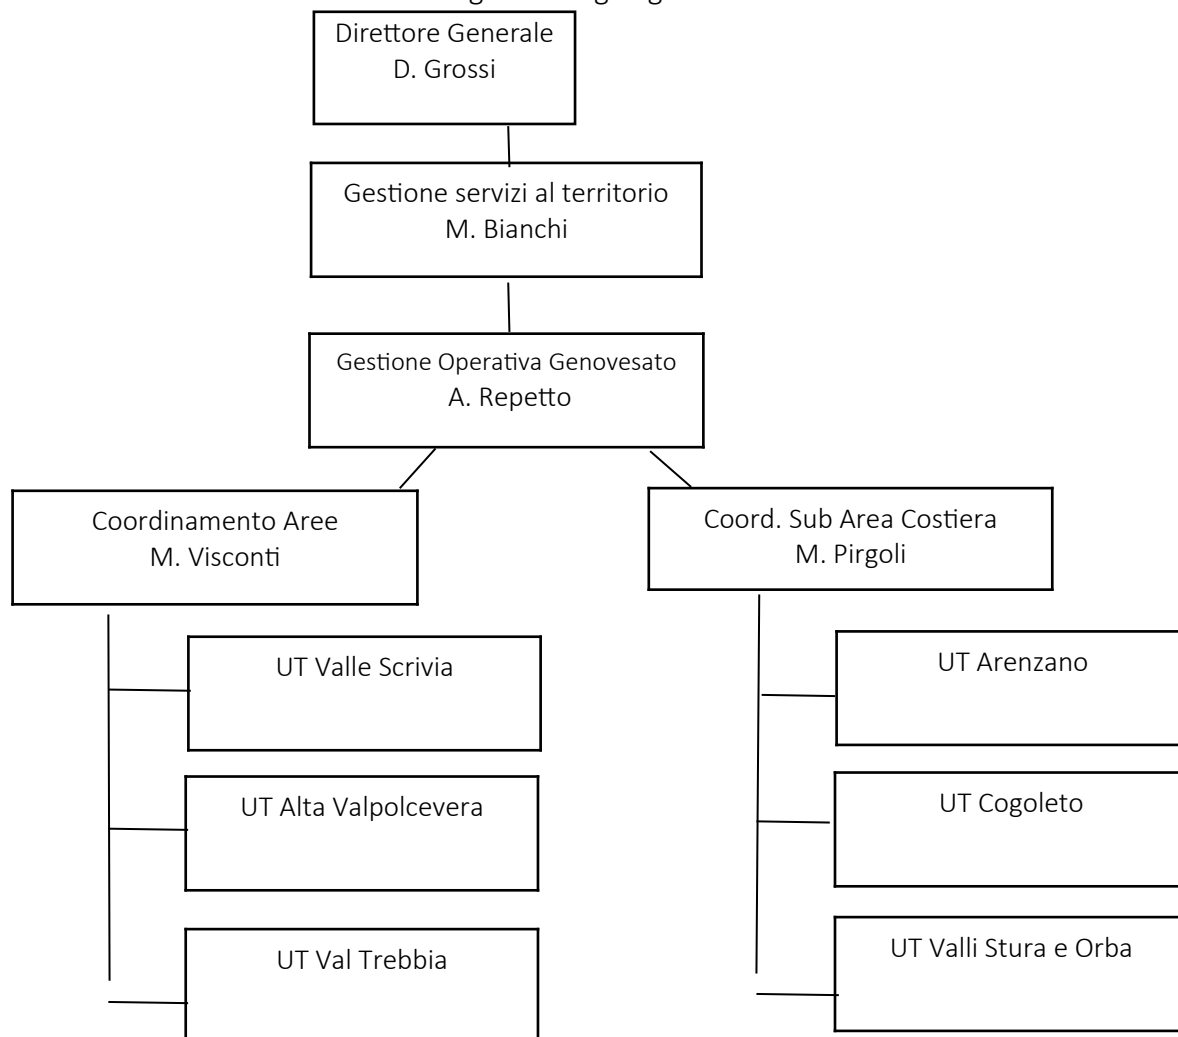 Direttore Generale
D. Grossi
Gestione servizi al territorio
M. Bianchi
Gestione Operativa Genovesato
A. Repetto
Coordinamento Aree
M. Visconti
Coord. Sub Area Costiera
M. Pirgoli
UT Valle Scrivia
UT Alta Valpolcevera
UT Val Trebbia
UT Arenzano
UT Cogoleto
UT Valli Stura e Orba